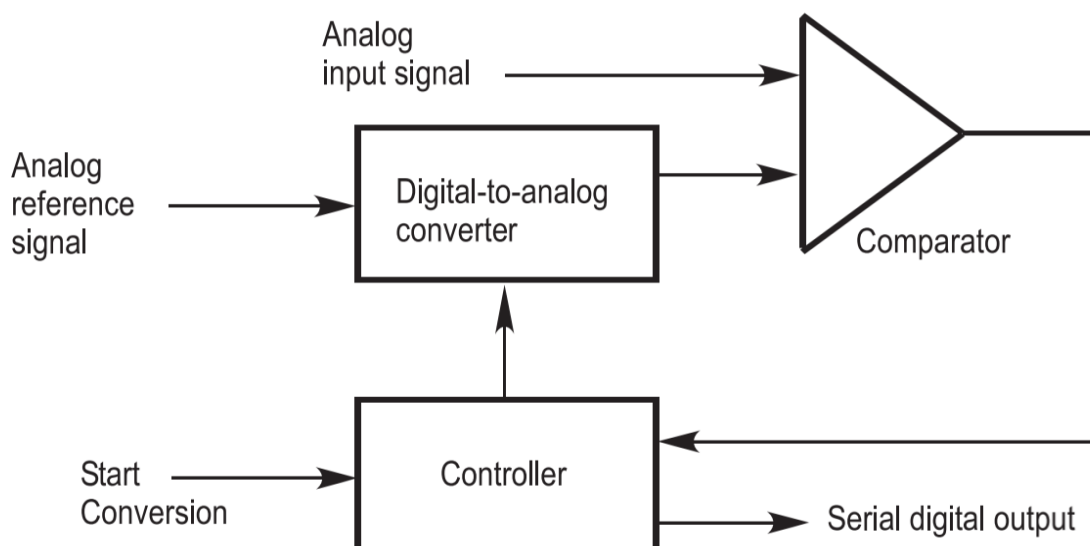 Analog
input signal
Analog
reference
signal
Digital-to-analog
converter
Comparator
Start
Conversion
Controller
Serial digital output